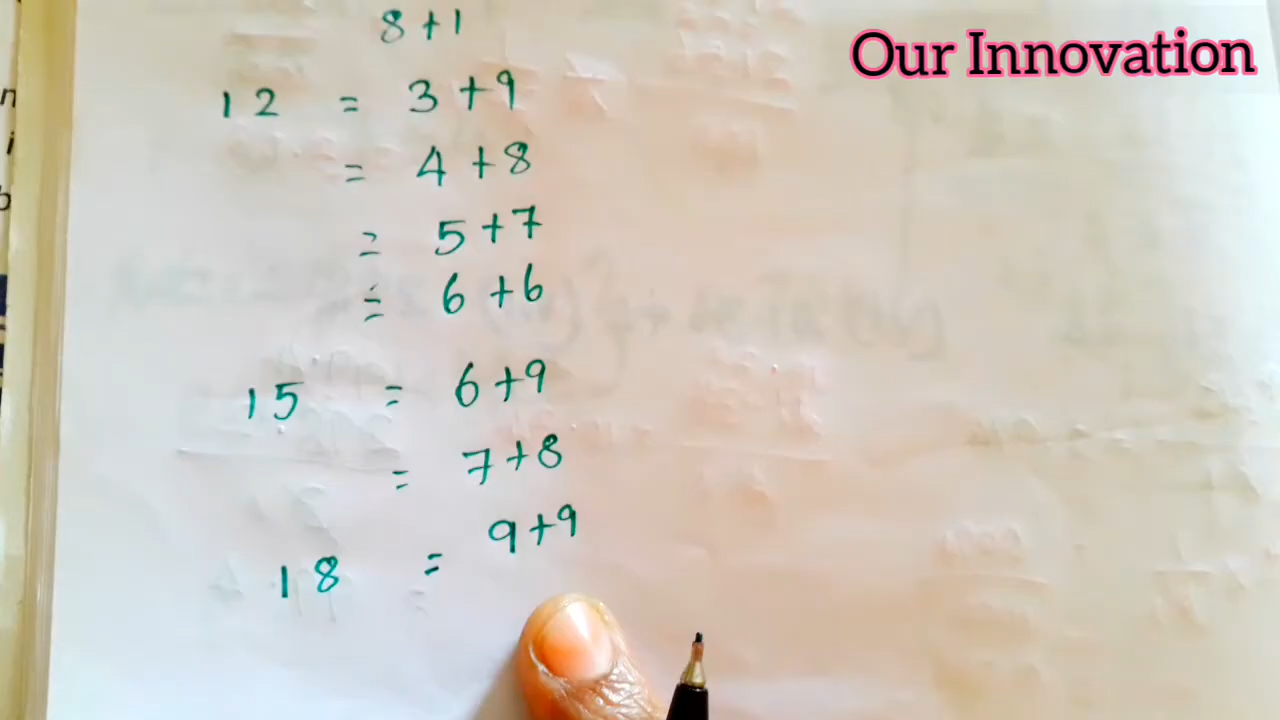 Our Innovation
8+1
12 = 3+9
= 4+8
= 5+7
= 6+6
15 = 6+9
= 7+8
18 = 9+9
n
i
b